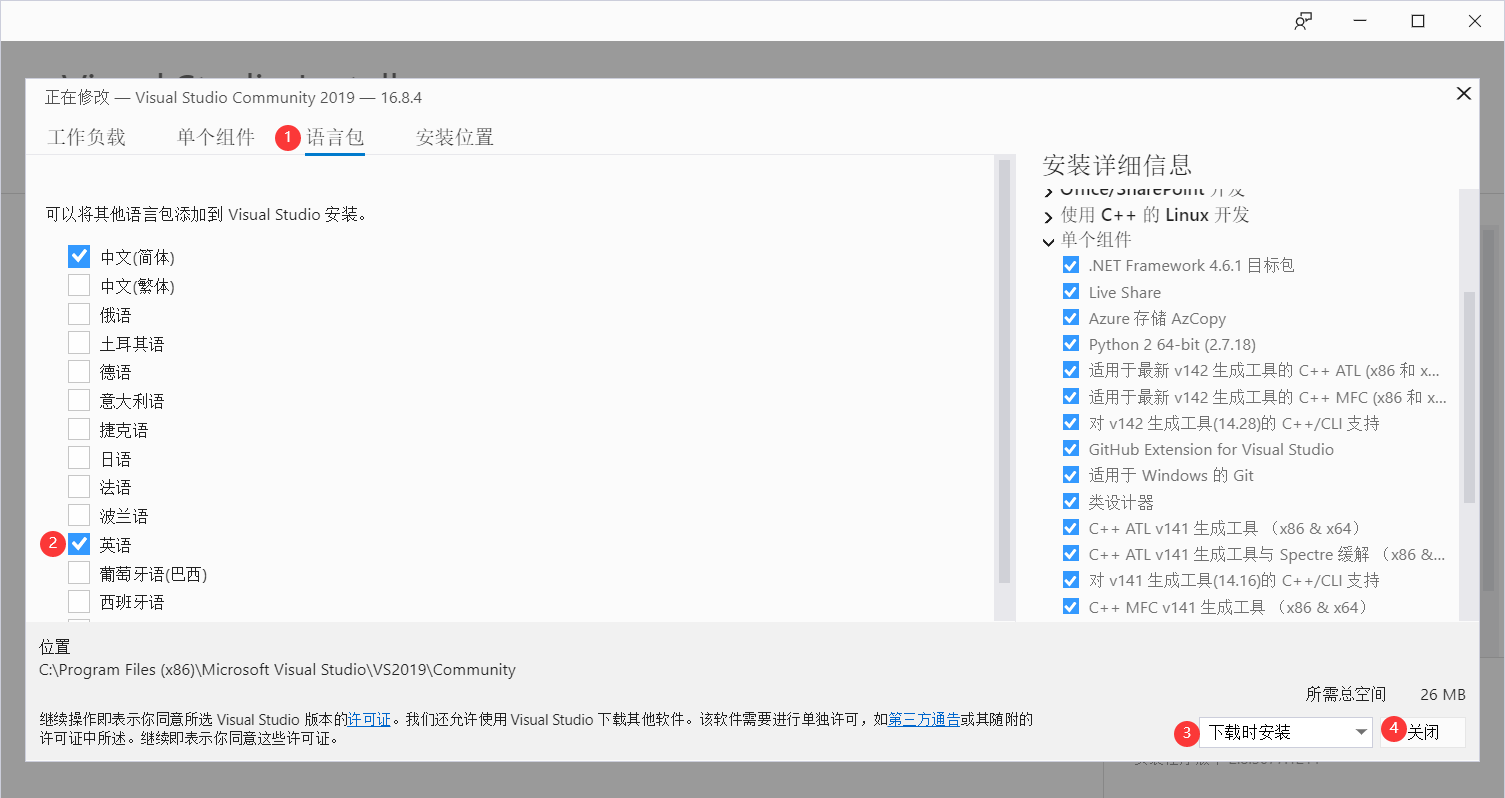 正在修改 — Visual Studio Community 2019 — 16.8.4
工作负载 单个组件 1 语言包 安装位置
可以将其他语言包添加到 Visual Studio 安装。
中文(简体)
中文(繁体)
俄语
土耳其语
德语
意大利语
捷克语
日语
法语
波兰语
2 英语
葡萄牙语(巴西)
西班牙语
安装详细信息
Office/SharePoint 开发
使用 C++ 的 Linux 开发
单个组件
.NET Framework 4.6.1 目标包
Live Share
Azure 存储 AzCopy
Python 2 64-bit (2.7.18)
适用于最新 v142 生成工具的 C++ ATL (x86 和 x...
适用于最新 v142 生成工具的 C++ MFC (x86 和 x...
对 v142 生成工具(14.28)的 C++/CLI 支持
GitHub Extension for Visual Studio
适用于 Windows 的 Git
类设计器
C++ ATL v141 生成工具 （x86 & x64）
C++ ATL v141 生成工具与 Spectre 缓解 （x86 &...
对 v141 生成工具(14.16)的 C++/CLI 支持
C++ MFC v141 生成工具 （x86 & x64）
位置
C:\Program Files (x86)\Microsoft Visual Studio\VS2019\Community
所需总空间 26 MB
继续操作即表示你同意所选 Visual Studio 版本的许可证。我们还允许使用 Visual Studio 下载其他软件。该软件需要进行单独许可，如第三方通告或其随附的
许可证中所述。继续即表示你同意这些许可证。
3 下载时安装 4 关闭